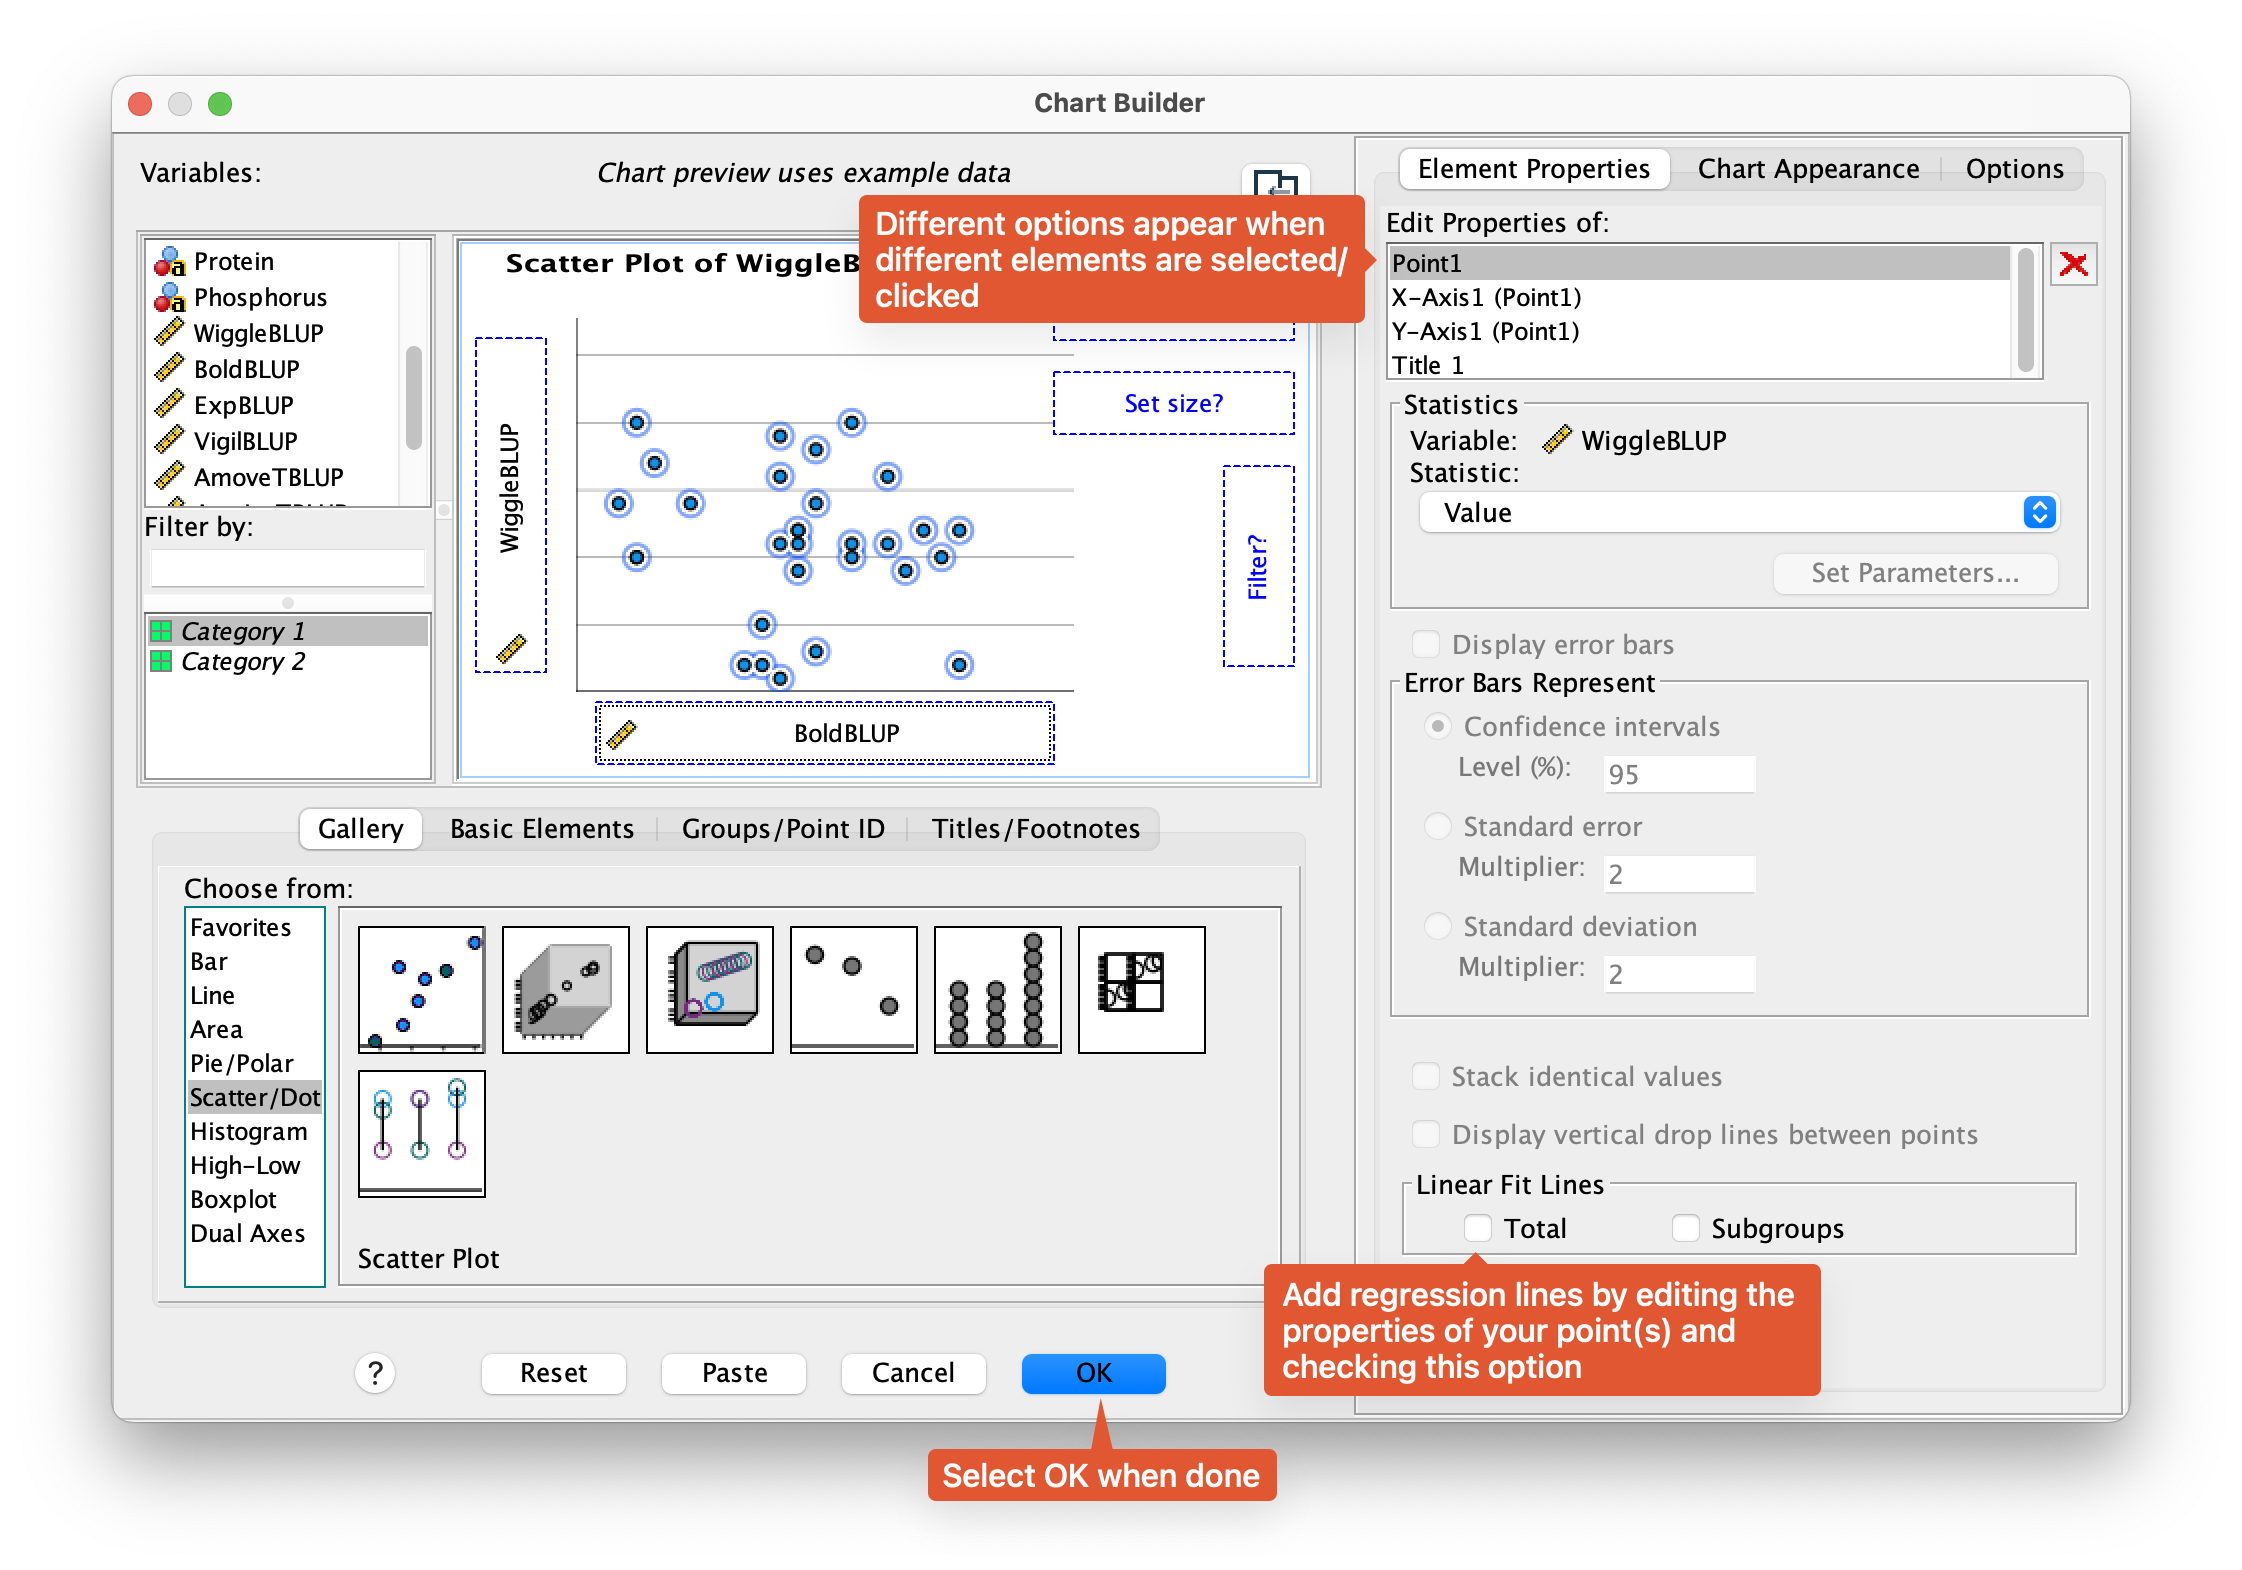 Chart Builder
Variables:
Chart preview uses example data
Protein
Phosphorus
WiggleBLUP
BoldBLUP
ExpBLUP
VigilBLUP
AmoveTBLUP
Filter by:
Category 1
Category 2
Scatter Plot of WiggleB
Different options appear when
different elements are selected/
clicked
Set size?
WiggleBLUP
Filter?
BoldBLUP
Gallery
Basic Elements
Groups/Point ID
Titles/Footnotes
Choose from:
Favorites
Bar
Line
Area
Pie/Polar
Scatter/Dot
Histogram
High-Low
Boxplot
Dual Axes
Scatter Plot
?
Reset
Paste
Cancel
OK
Select OK when done
Element Properties
Chart Appearance
Options
Edit Properties of:
Point1
X-Axis1 (Point1)
Y-Axis1 (Point1)
Title 1
Statistics
Variable: WiggleBLUP
Statistic:
Value
Set Parameters...
Display error bars
Error Bars Represent
Confidence intervals
Level (%): 95
Standard error
Multiplier: 2
Standard deviation
Multiplier: 2
Stack identical values
Display vertical drop lines between points
Linear Fit Lines
Total
Subgroups
Add regression lines by editing the
properties of your point(s) and
checking this option